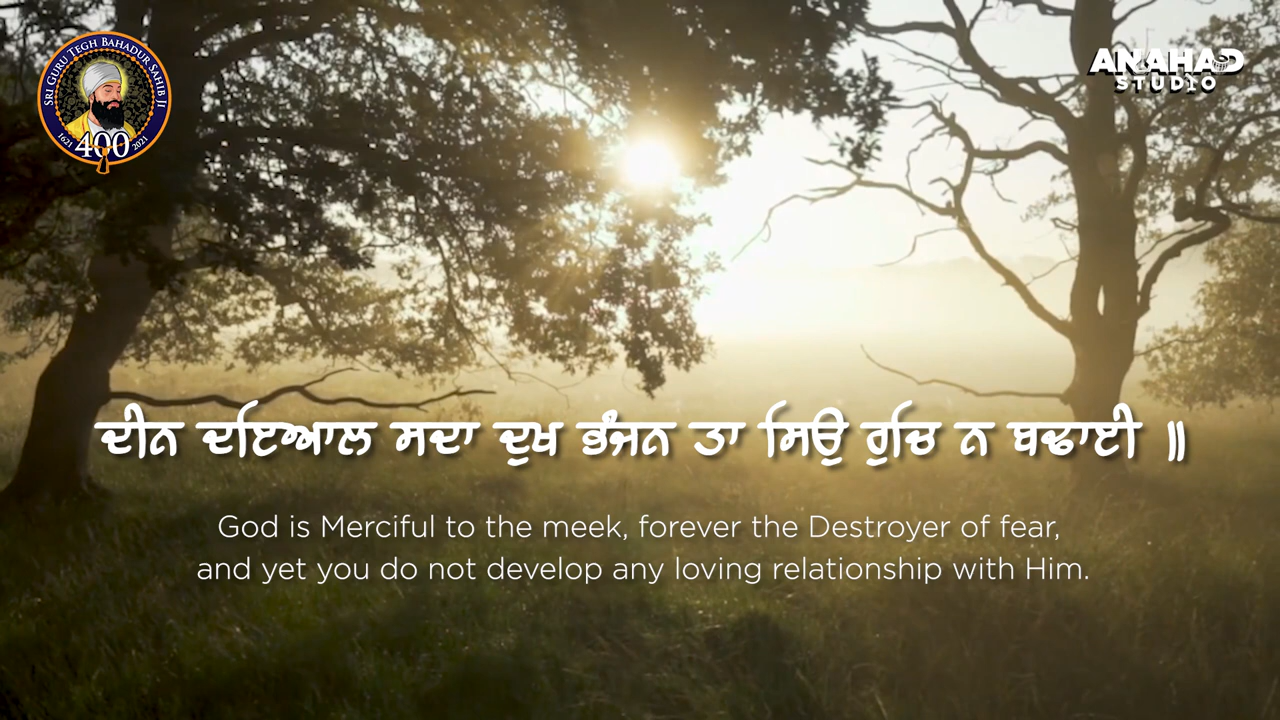 SRI GURU TEGH BAHADUR SAHIB JI
1621 400 2021
ANAHAD
STUDIO
ਦੀਨ ਦਇਆਲ ਸਦਾ ਦੁਖ ਭੰਜਨ ਤਾ ਸਿਉ ਰੁਚਿ ਨ ਬਢਾਈ ॥
God is Merciful to the meek, forever the Destroyer of fear,
and yet you do not develop any loving relationship with Him.